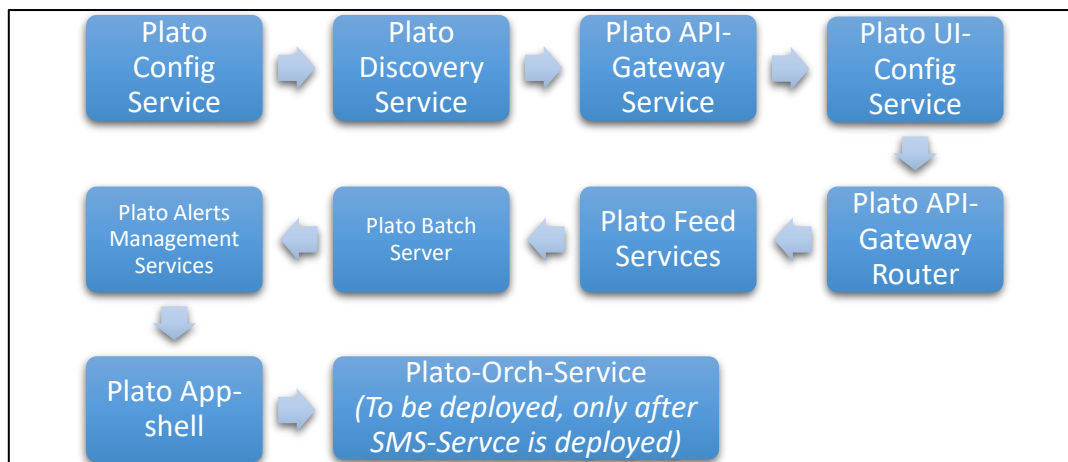 Plato
Config
Service
Plato
Discovery
Service
Plato API-
Gateway
Service
Plato UI-
Config
Service
Plato API-
Gateway
Router
Plato Feed
Services
Plato Batch
Server
Plato Alerts
Management
Services
Plato App-
shell
Plato-Orch-Service
(To be deployed, only after
SMS-Servce is deployed)